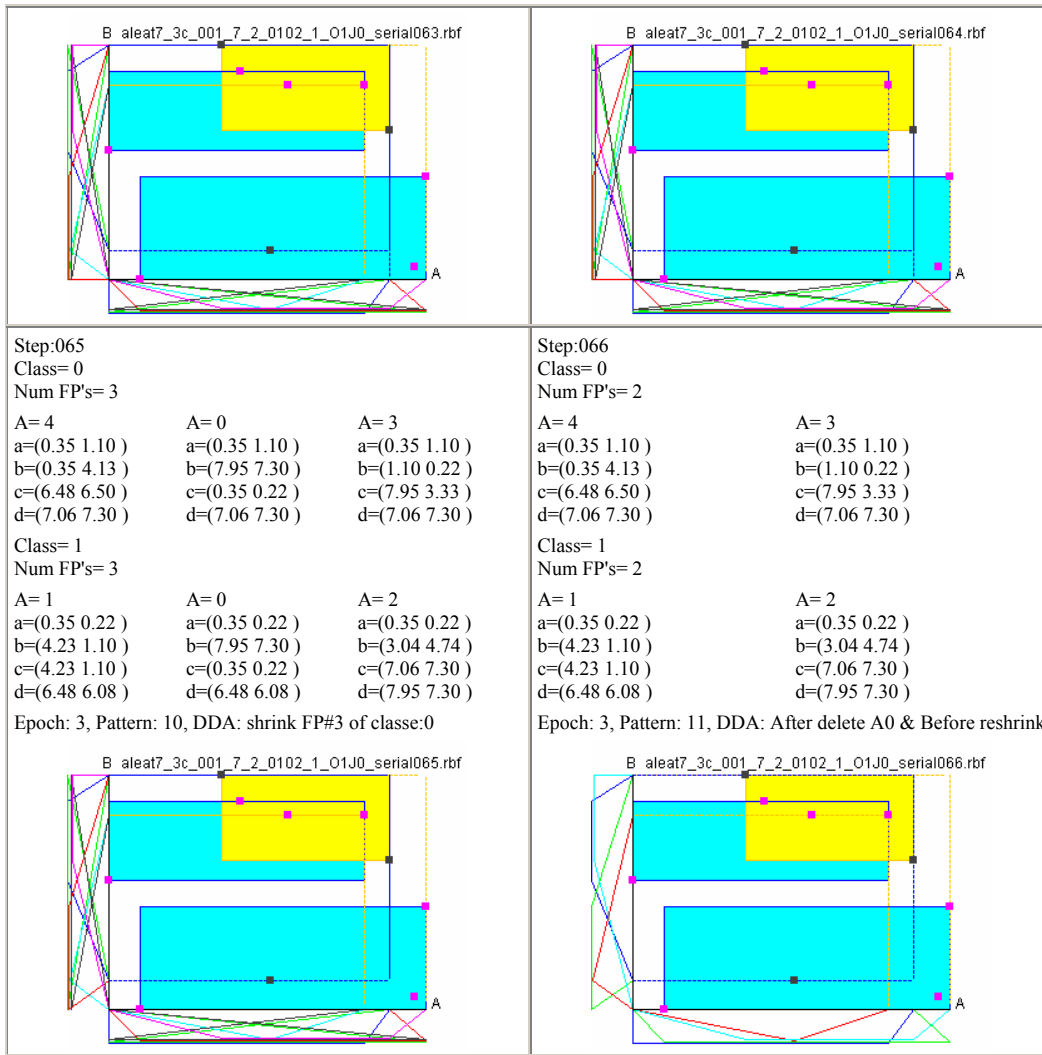 B aleat7_3c_001_7_2_0102_1_O1J0_serial063.rbf
A
B aleat7_3c_001_7_2_0102_1_O1J0_serial064.rbf
A
Step:065
Class= 0
Num FP's= 3
A= 4 A= 0 A= 3
a=(0.35 1.10 ) a=(0.35 1.10 ) a=(0.35 1.10 )
b=(0.35 4.13 ) b=(7.95 7.30 ) b=(1.10 0.22 )
c=(6.48 6.50 ) c=(0.35 0.22 ) c=(7.95 3.33 )
d=(7.06 7.30 ) d=(7.06 7.30 ) d=(7.06 7.30 )
Class= 1
Num FP's= 3
A= 1 A= 0 A= 2
a=(0.35 0.22 ) a=(0.35 0.22 ) a=(0.35 0.22 )
b=(4.23 1.10 ) b=(7.95 7.30 ) b=(3.04 4.74 )
c=(4.23 1.10 ) c=(0.35 0.22 ) c=(7.06 7.30 )
d=(6.48 6.08 ) d=(6.48 6.08 ) d=(7.95 7.30 )
Epoch: 3, Pattern: 10, DDA: shrink FP#3 of classe:0
B aleat7_3c_001_7_2_0102_1_O1J0_serial065.rbf
A
Step:066
Class= 0
Num FP's= 2
A= 4 A= 3
a=(0.35 1.10 ) a=(0.35 1.10 )
b=(0.35 4.13 ) b=(1.10 0.22 )
c=(6.48 6.50 ) c=(7.95 3.33 )
d=(7.06 7.30 ) d=(7.06 7.30 )
Class= 1
Num FP's= 2
A= 1 A= 2
a=(0.35 0.22 ) a=(0.35 0.22 )
b=(4.23 1.10 ) b=(3.04 4.74 )
c=(4.23 1.10 ) c=(7.06 7.30 )
d=(6.48 6.08 ) d=(7.95 7.30 )
Epoch: 3, Pattern: 11, DDA: After delete A0 & Before reshrink
B aleat7_3c_001_7_2_0102_1_O1J0_serial066.rbf
A